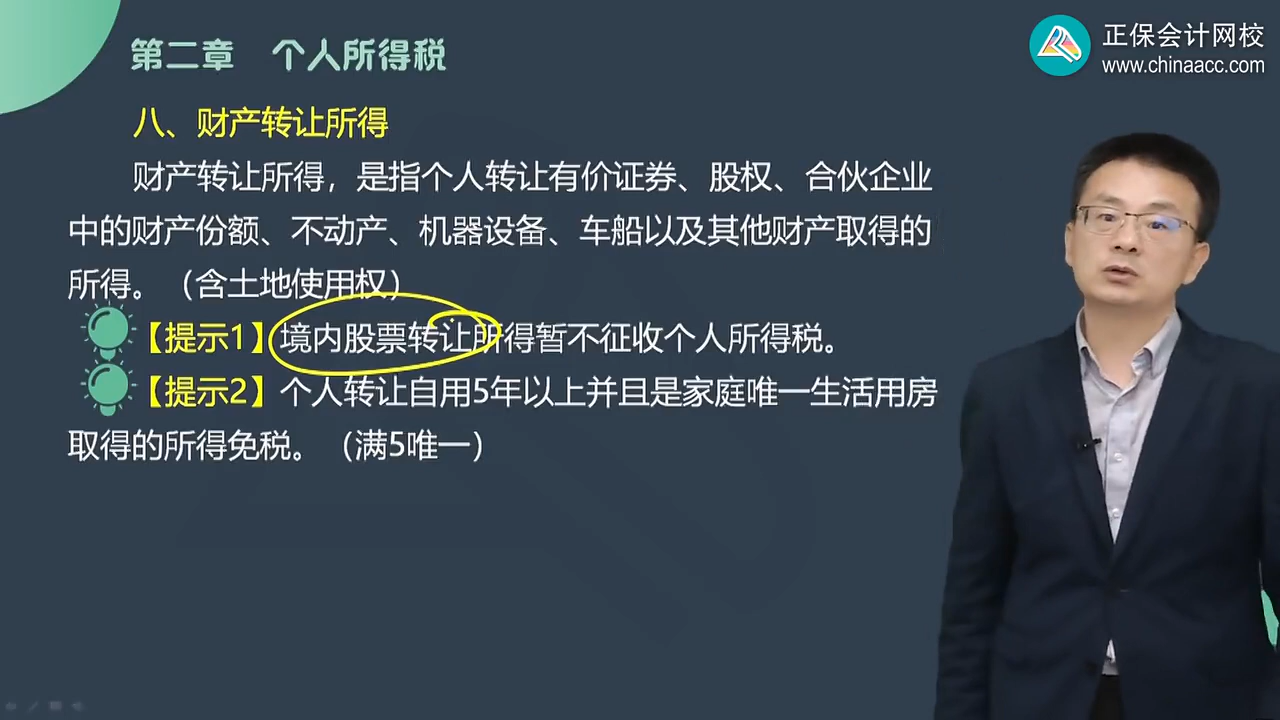 第二章 个人所得税
正保会计网校
www.chinaacc.com
八、财产转让所得
财产转让所得，是指个人转让有价证券、股权、合伙企业
中的财产份额、不动产、机器设备、车船以及其他财产取得的
所得。（含土地使用权）
【提示1】境内股票转让所得暂不征收个人所得税。
【提示2】个人转让自用5年以上并且是家庭唯一生活用房
取得的所得免税。（满5唯一）